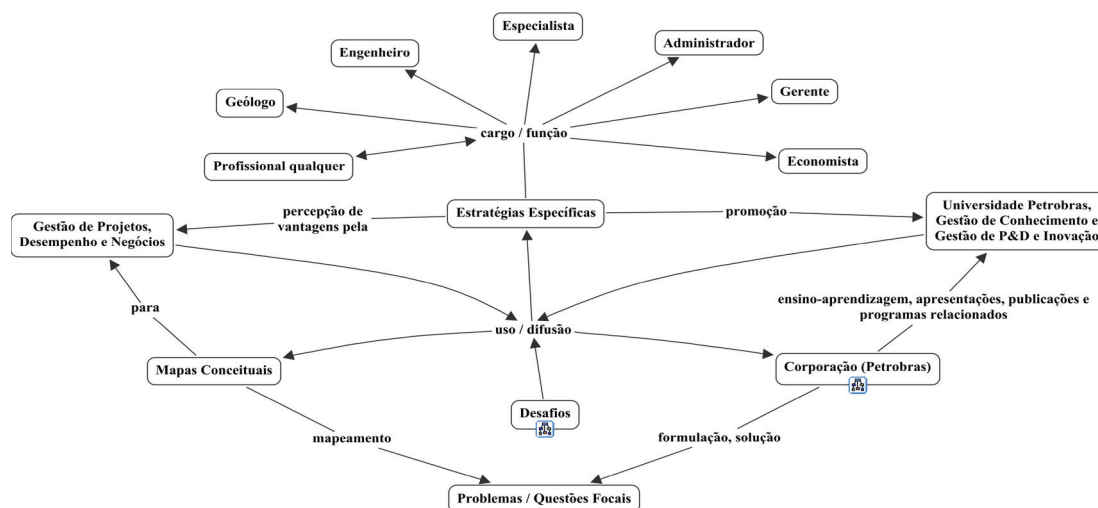 Especialista
Engenheiro
Administrador
Geólogo
Gerente
cargo / função
Profissional qualquer
Economista
Gestão de Projetos,
Desempenho e Negócios
percepção de
vantagens pela
Estratégias Específicas
promoção
Universidade Petrobras,
Gestão de Conhecimento e
Gestão de P&D e Inovação
para
uso / difusão
ensino-aprendizagem, apresentações, publicações e
programas relacionados
Mapas Conceituais
Corporação (Petrobras)
Desafios
mapeamento
formulação, solução
Problemas / Questões Focais